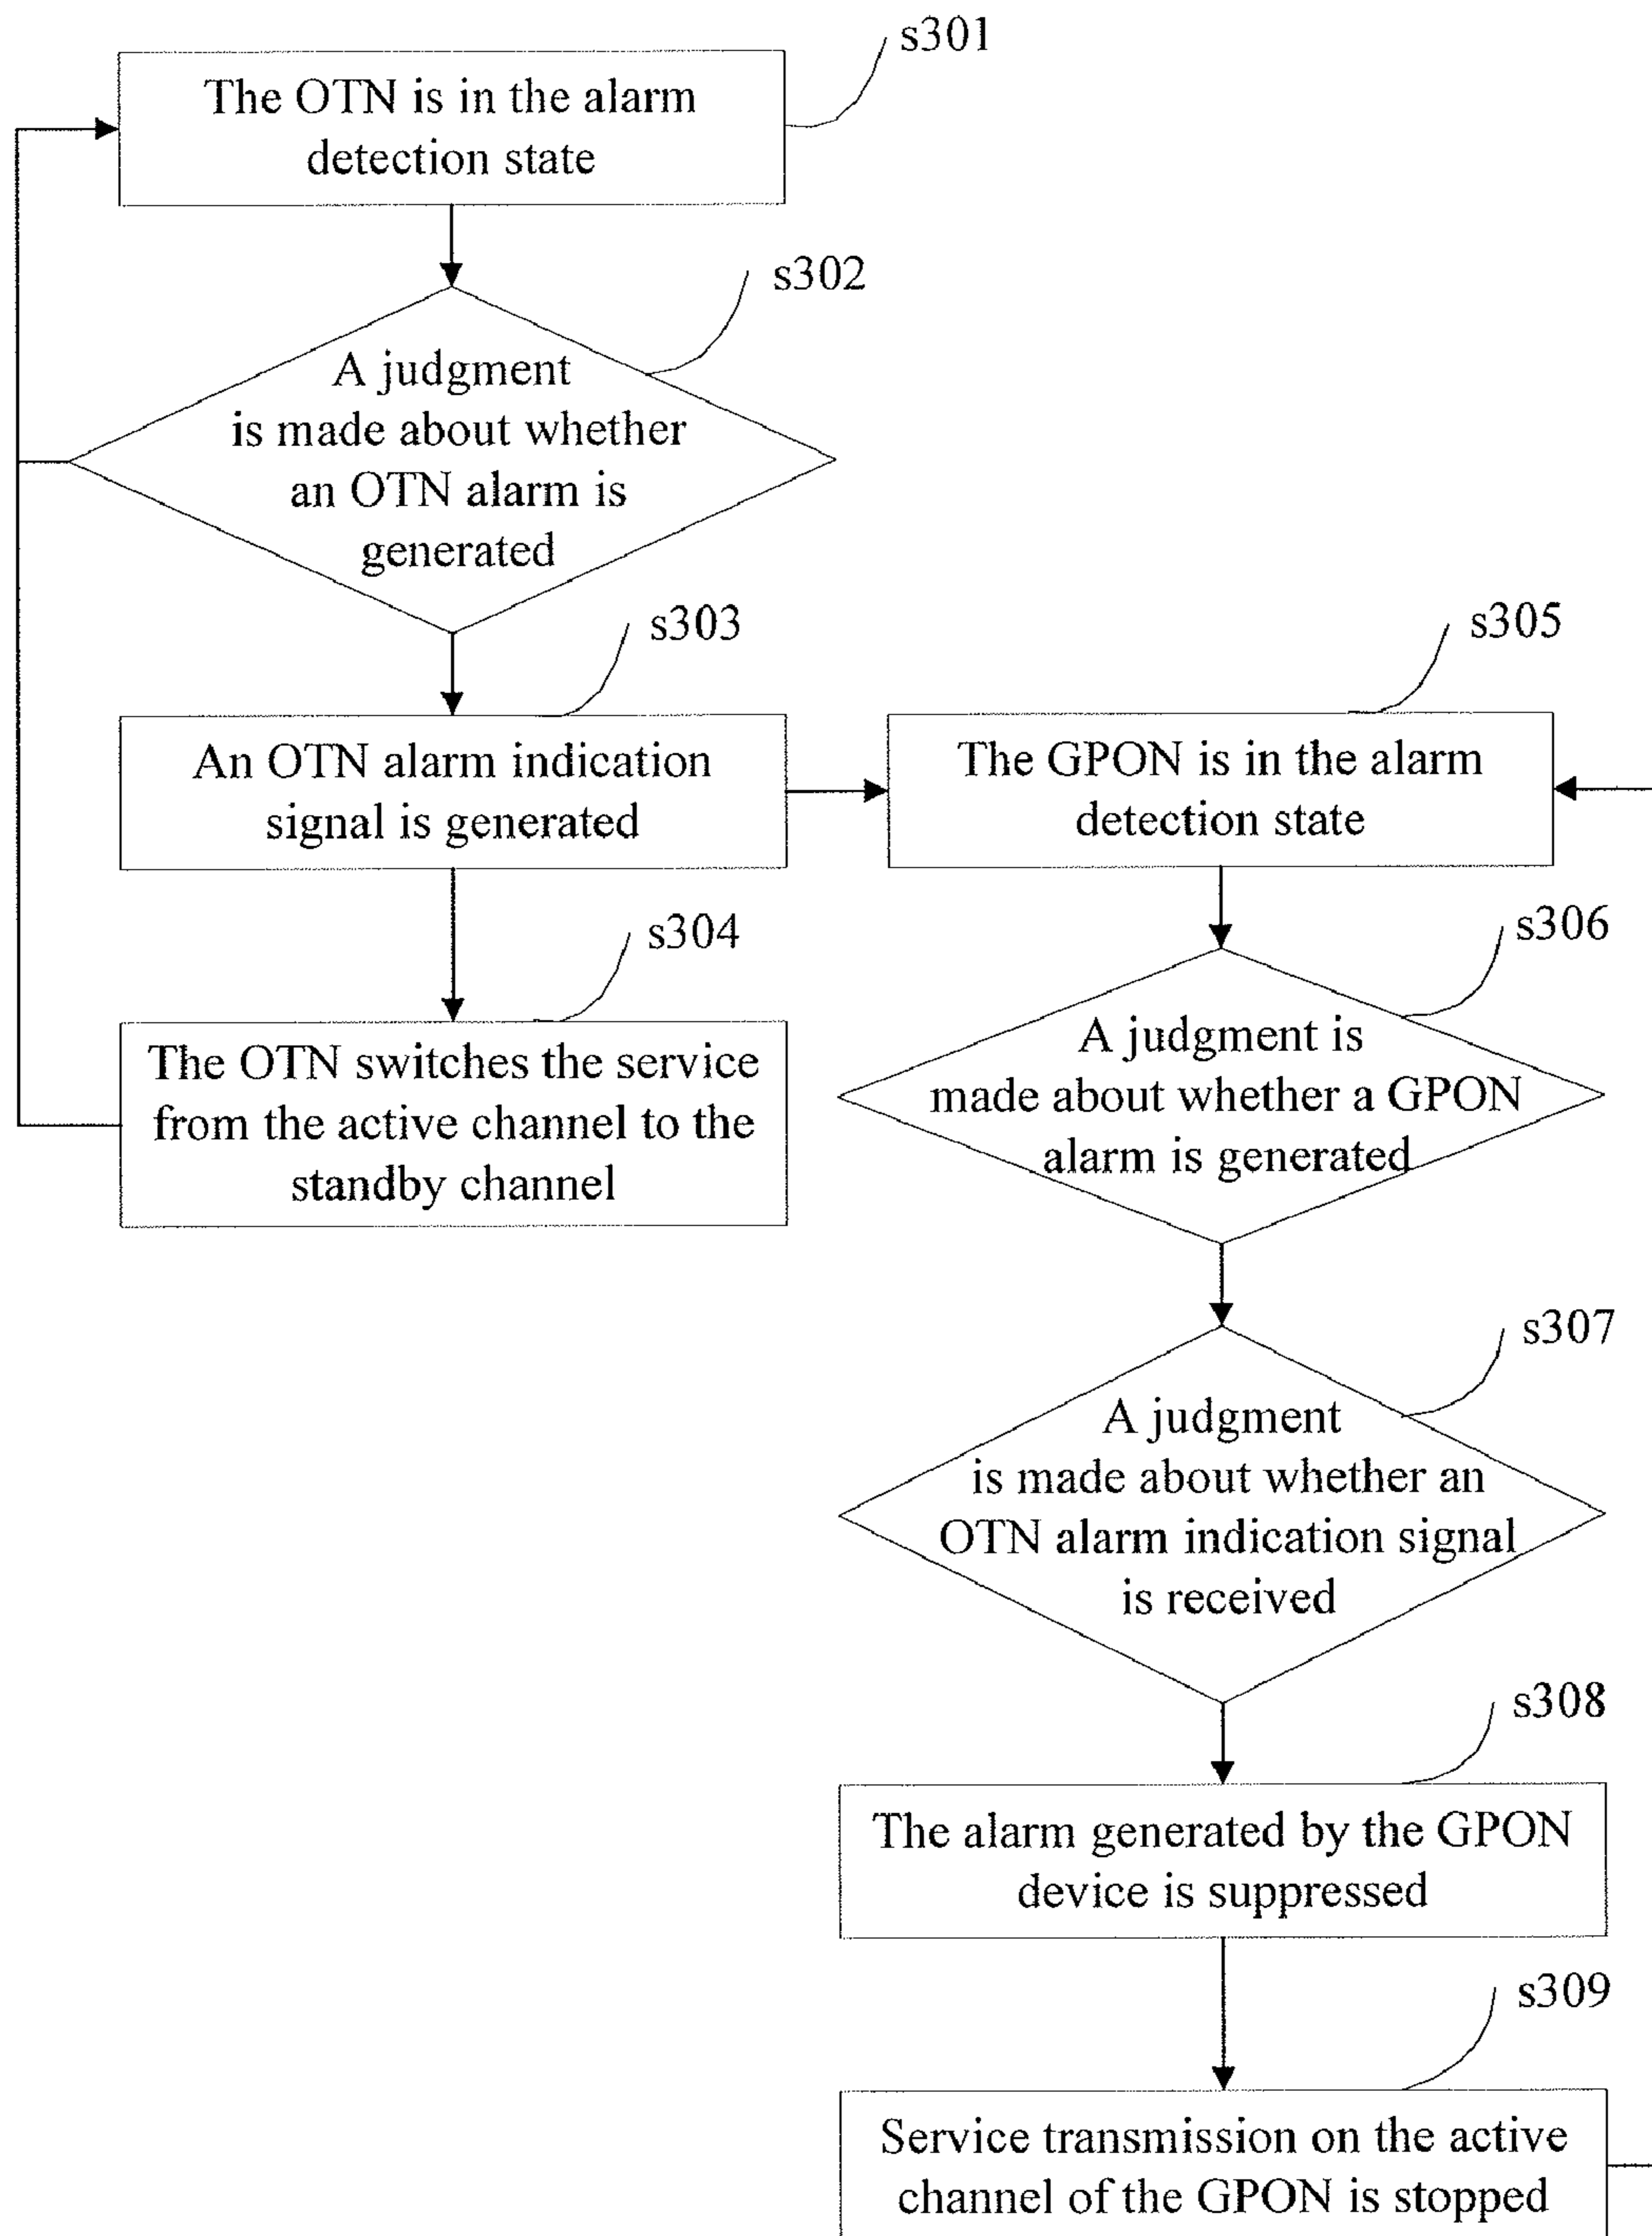 s301
The OTN is in the alarm
detection state
s302
A judgment
is made about whether
an OTN alarm is
generated
s303
An OTN alarm indication
signal is generated
s304
The OTN switches the service
from the active channel to the
standby channel
s305
The GPON is in the alarm
detection state
s306
A judgment is
made about whether a GPON
alarm is generated
s307
A judgment
is made about whether an
OTN alarm indication signal
is received
s308
The alarm generated by the GPON
device is suppressed
s309
Service transmission on the active
channel of the GPON is stopped